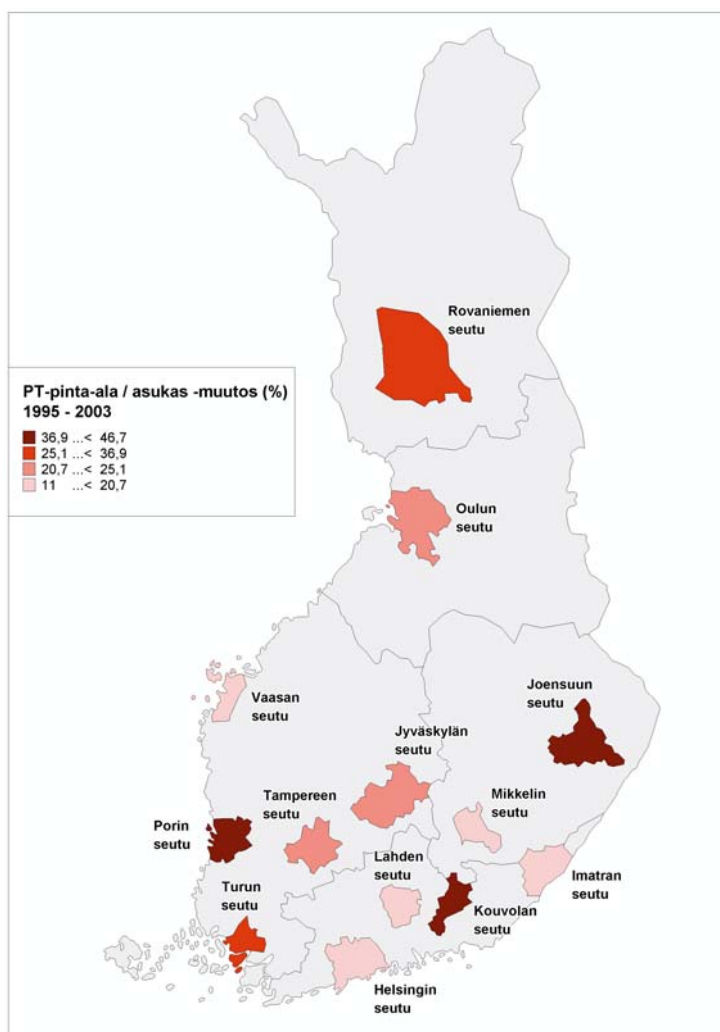 Rovaniemen
seutu
PT-pinta-ala / asukas -muutos (%)
1995 - 2003
36,9 ...< 46,7
25,1 ...< 36,9
20,7 ...< 25,1
11 ...< 20,7
Oulun
seutu
Joensuun
seutu
Vaasan
seutu
Jyväskylän
seutu
Mikkelin
seutu
Tampereen
seutu
Porin
seutu
Lahden
seutu
Imatran
seutu
Turun
seutu
Kouvolan
seutu
Helsingin
seutu